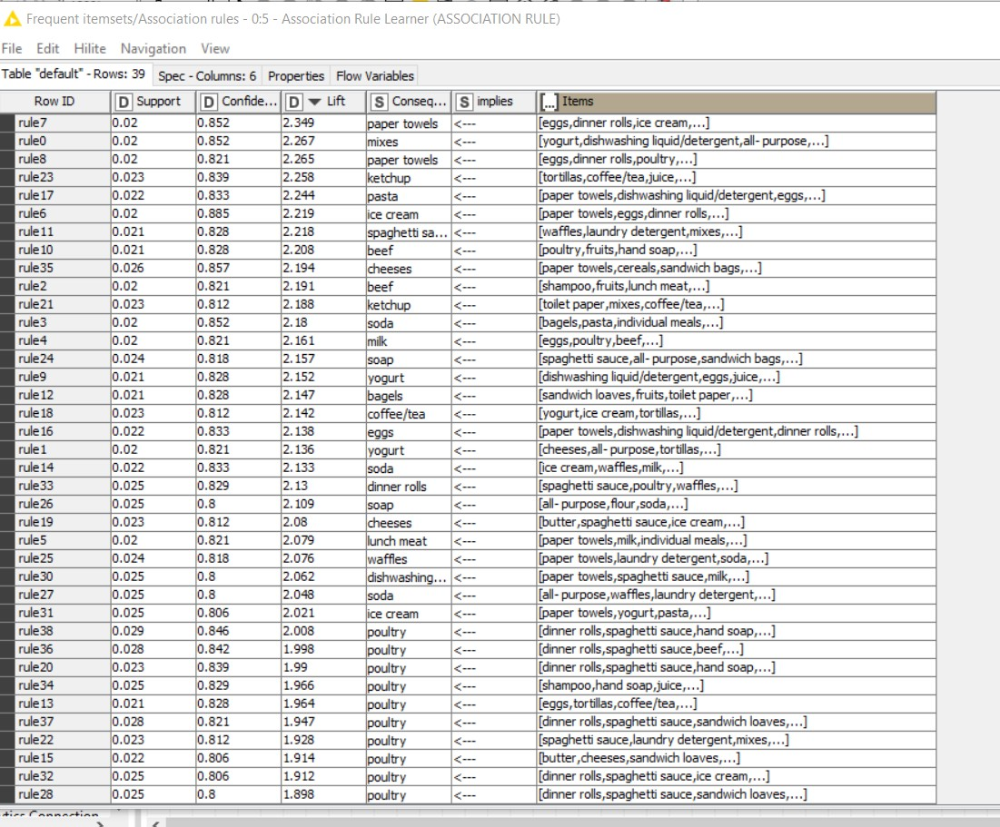 Frequent itemsets/Association rules - 0:5 - Association Rule Learner (ASSOCIATION RULE)
File Edit Hilite Navigation View
Table "default" - Rows: 39 Spec - Columns: 6 Properties Flow Variables
Row ID D Support D Confide... D Lift S Conseq... S implies [...] Items
rule7 0.02 0.852 2.349 paper towels <--- [eggs,dinner rolls,ice cream,...]
rule0 0.02 0.852 2.267 mixes <--- [yogurt,dishwashing liquid/detergent,all- purpose,...]
rule8 0.02 0.821 2.265 paper towels <--- [eggs,dinner rolls,poultry,...]
rule23 0.023 0.839 2.258 ketchup <--- [tortillas,coffee/tea,juice,...]
rule17 0.022 0.833 2.244 pasta <--- [paper towels,dishwashing liquid/detergent,eggs,...]
rule6 0.02 0.885 2.219 ice cream <--- [paper towels,eggs,dinner rolls,...]
rule11 0.021 0.828 2.218 spaghetti sa... <--- [waffles,laundry detergent,mixes,...]
rule10 0.021 0.828 2.208 beef <--- [poultry,fruits,hand soap,...]
rule35 0.026 0.857 2.194 cheeses <--- [paper towels,cereals,sandwich bags,...]
rule2 0.02 0.821 2.191 beef <--- [shampoo,fruits,lunch meat,...]
rule21 0.023 0.812 2.188 ketchup <--- [toilet paper,mixes,coffee/tea,...]
rule3 0.02 0.852 2.18 soda <--- [bagels,pasta,individual meals,...]
rule4 0.02 0.821 2.161 milk <--- [eggs,poultry,beef,...]
rule24 0.024 0.818 2.157 soap <--- [spaghetti sauce,all- purpose,sandwich bags,...]
rule9 0.021 0.828 2.152 yogurt <--- [dishwashing liquid/detergent,eggs,juice,...]
rule12 0.021 0.828 2.147 bagels <--- [sandwich loaves,fruits,toilet paper,...]
rule18 0.023 0.812 2.142 coffee/tea <--- [yogurt,ice cream,tortillas,...]
rule16 0.022 0.833 2.138 eggs <--- [paper towels,dishwashing liquid/detergent,dinner rolls,...]
rule1 0.02 0.821 2.136 yogurt <--- [cheeses,all- purpose,tortillas,...]
rule14 0.022 0.833 2.133 soda <--- [ice cream,waffles,milk,...]
rule33 0.025 0.829 2.13 dinner rolls <--- [spaghetti sauce,poultry,waffles,...]
rule26 0.025 0.8 2.109 soap <--- [all- purpose,flour,soda,...]
rule19 0.023 0.812 2.08 cheeses <--- [butter,spaghetti sauce,ice cream,...]
rule5 0.02 0.821 2.079 lunch meat <--- [paper towels,milk,individual meals,...]
rule25 0.024 0.818 2.076 waffles <--- [paper towels,laundry detergent,soda,...]
rule30 0.025 0.8 2.062 dishwashing... <--- [paper towels,spaghetti sauce,milk,...]
rule27 0.025 0.8 2.048 soda <--- [all- purpose,waffles,laundry detergent,...]
rule31 0.025 0.806 2.021 ice cream <--- [paper towels,yogurt,pasta,...]
rule38 0.029 0.846 2.008 poultry <--- [dinner rolls,spaghetti sauce,hand soap,...]
rule36 0.028 0.842 1.998 poultry <--- [dinner rolls,spaghetti sauce,beef,...]
rule20 0.023 0.839 1.99 poultry <--- [dinner rolls,spaghetti sauce,hand soap,...]
rule34 0.025 0.829 1.966 poultry <--- [shampoo,hand soap,juice,...]
rule13 0.021 0.828 1.964 poultry <--- [eggs,tortillas,coffee/tea,...]
rule37 0.028 0.821 1.947 poultry <--- [dinner rolls,spaghetti sauce,sandwich loaves,...]
rule22 0.023 0.812 1.928 poultry <--- [spaghetti sauce,laundry detergent,mixes,...]
rule15 0.022 0.806 1.914 poultry <--- [butter,cheeses,sandwich loaves,...]
rule32 0.025 0.806 1.912 poultry <--- [dinner rolls,spaghetti sauce,ice cream,...]
rule28 0.025 0.8 1.898 poultry <--- [dinner rolls,spaghetti sauce,sandwich loaves,...]
Connection